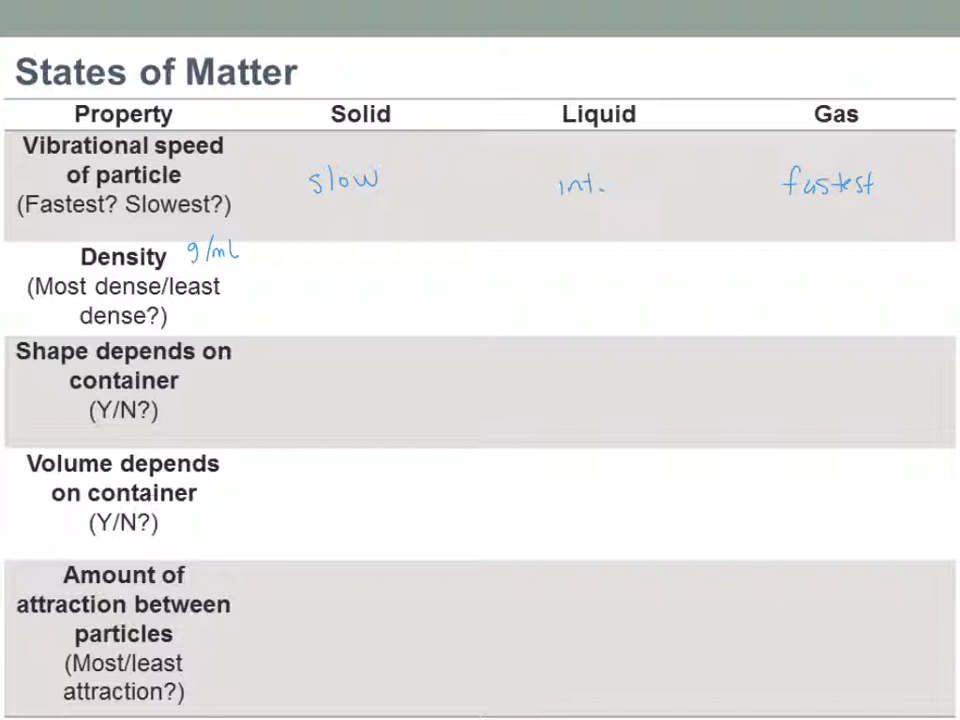 States of Matter
Property Solid Liquid Gas
Vibrational speed
of particle
(Fastest? Slowest?)
slow int. fastest
Density g/mL
(Most dense/least
dense?)
Shape depends on
container
(Y/N?)
Volume depends
on container
(Y/N?)
Amount of
attraction between
particles
(Most/least
attraction?)